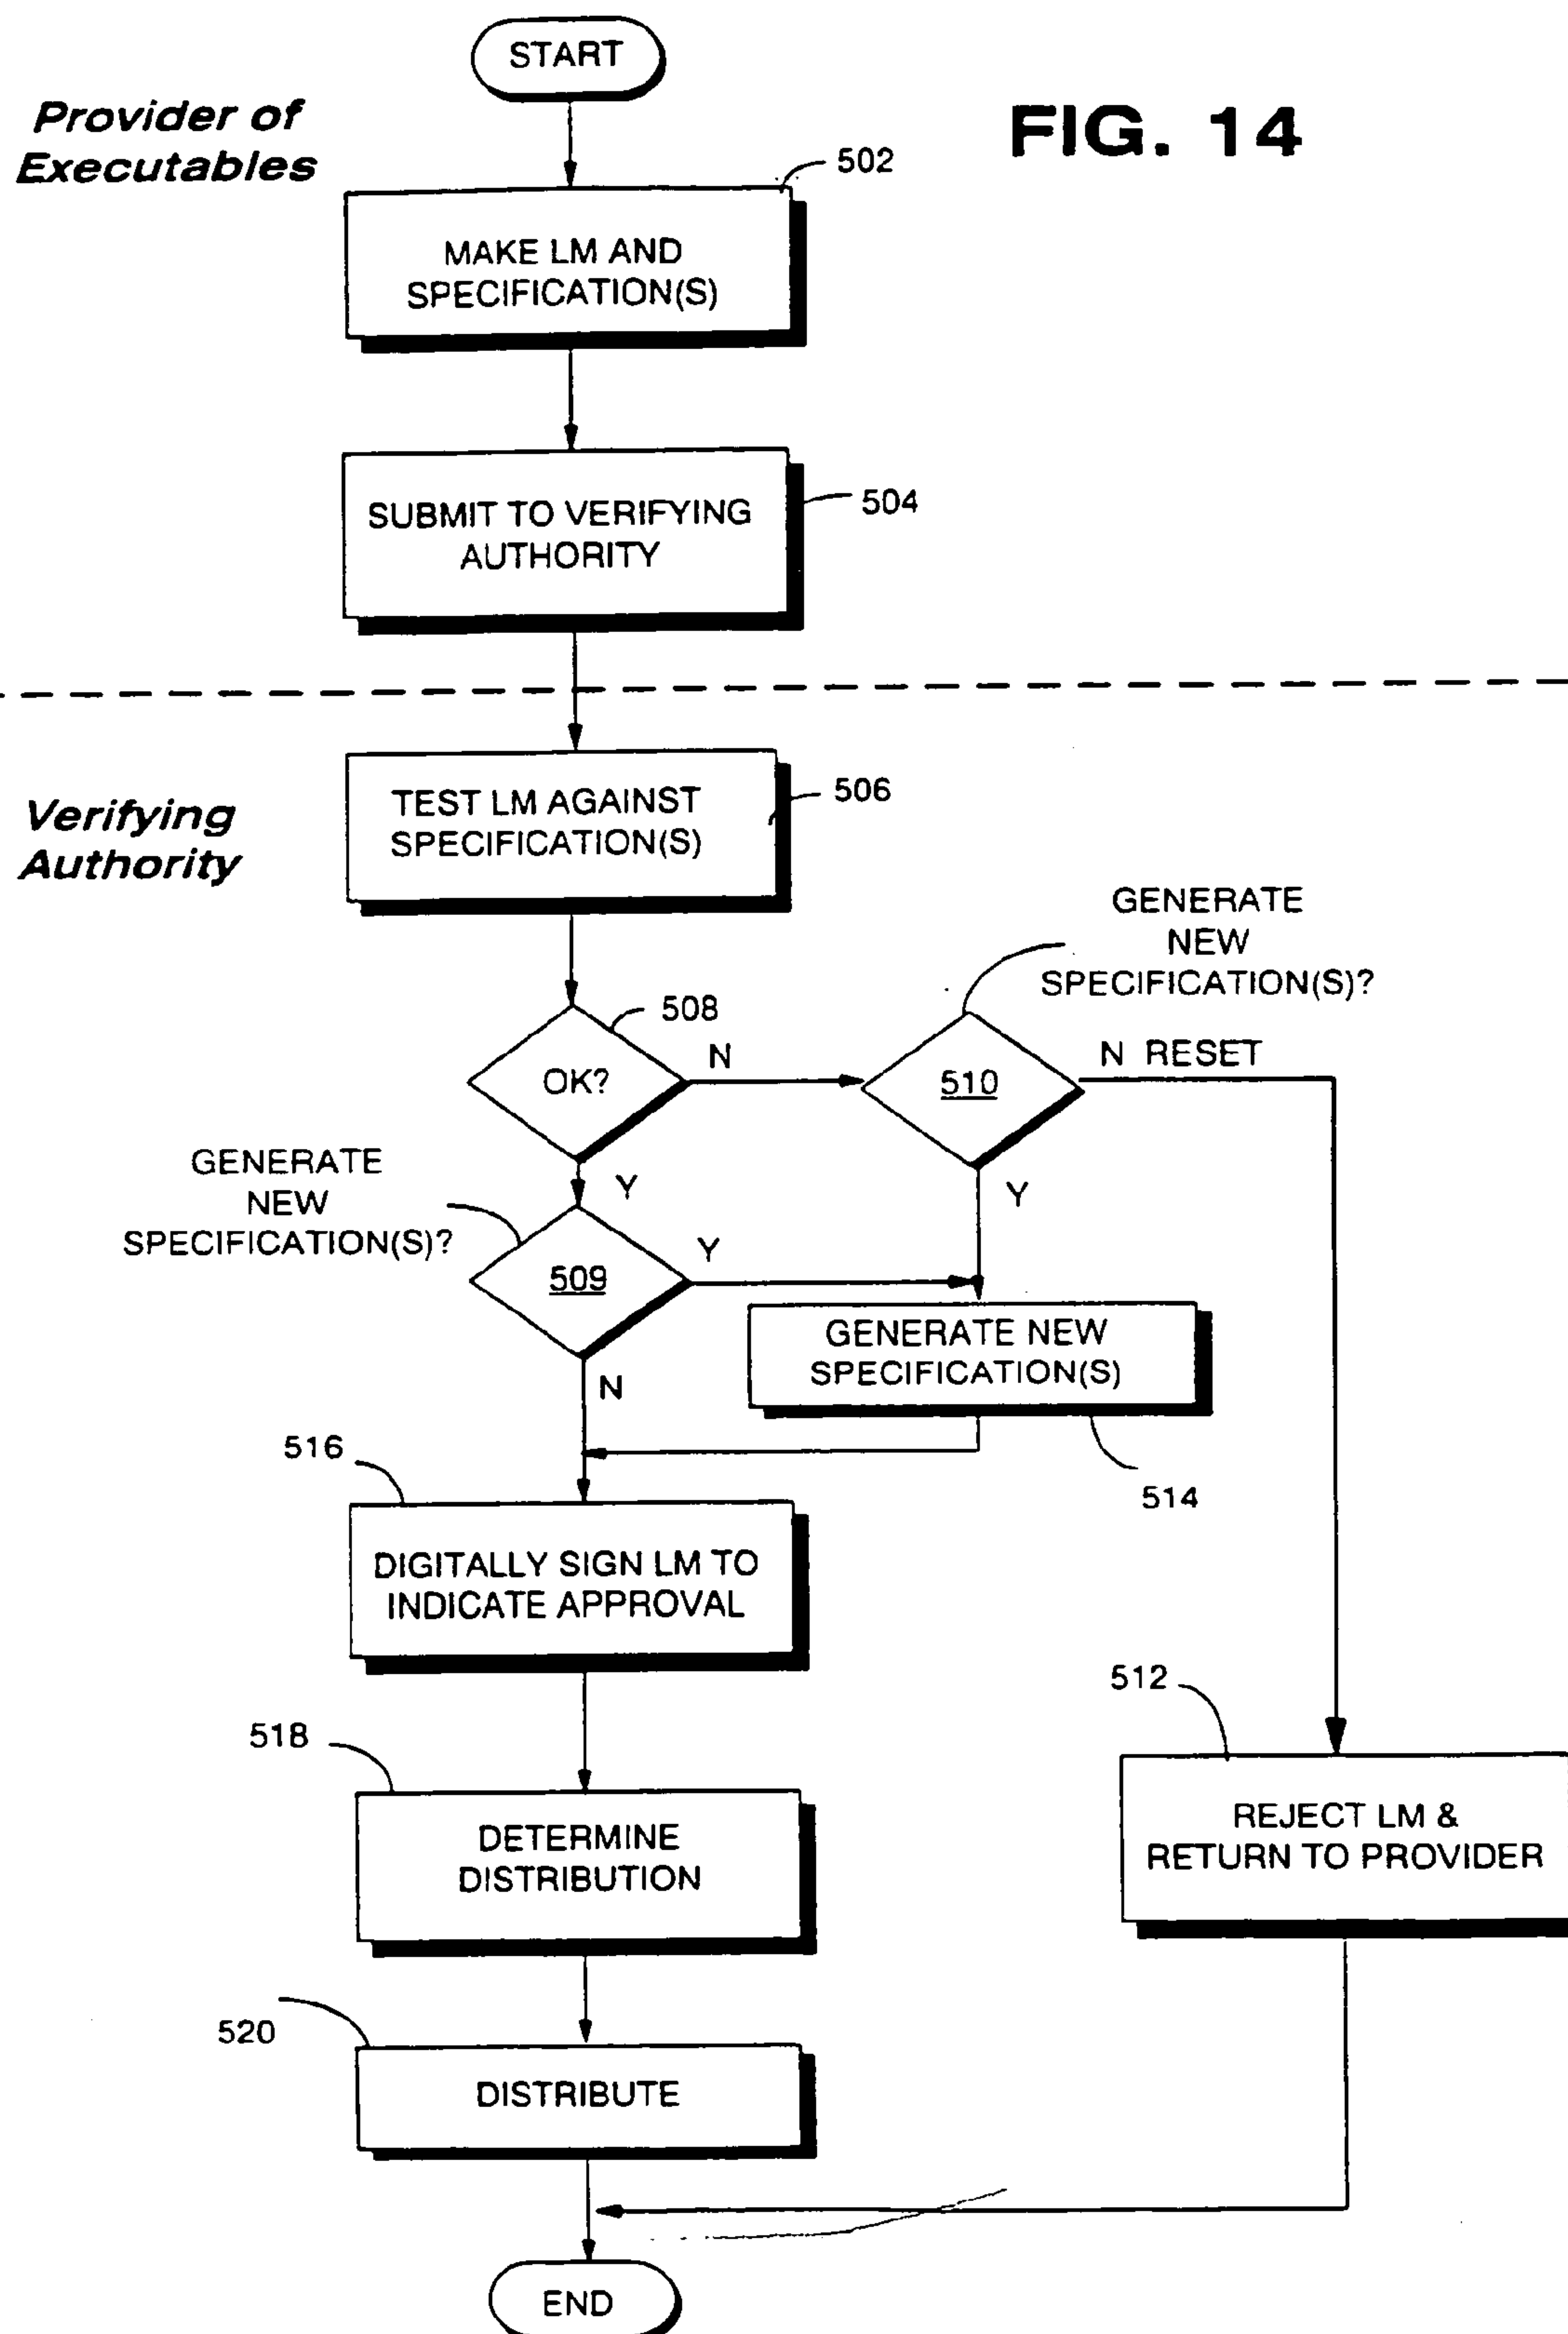 START
Provider of
Executables
FIG. 14
502
MAKE LM AND
SPECIFICATION(S)
SUBMIT TO VERIFYING
AUTHORITY
504
Verifying
Authority
TEST LM AGAINST
SPECIFICATION(S)
506
GENERATE
NEW
SPECIFICATION(S)?
508
OK?
N
510
N RESET
GENERATE
NEW
SPECIFICATION(S)?
Y
Y
509
Y
GENERATE NEW
SPECIFICATION(S)
N
514
516
DIGITALLY SIGN LM TO
INDICATE APPROVAL
512
518
DETERMINE
DISTRIBUTION
REJECT LM &
RETURN TO PROVIDER
520
DISTRIBUTE
END